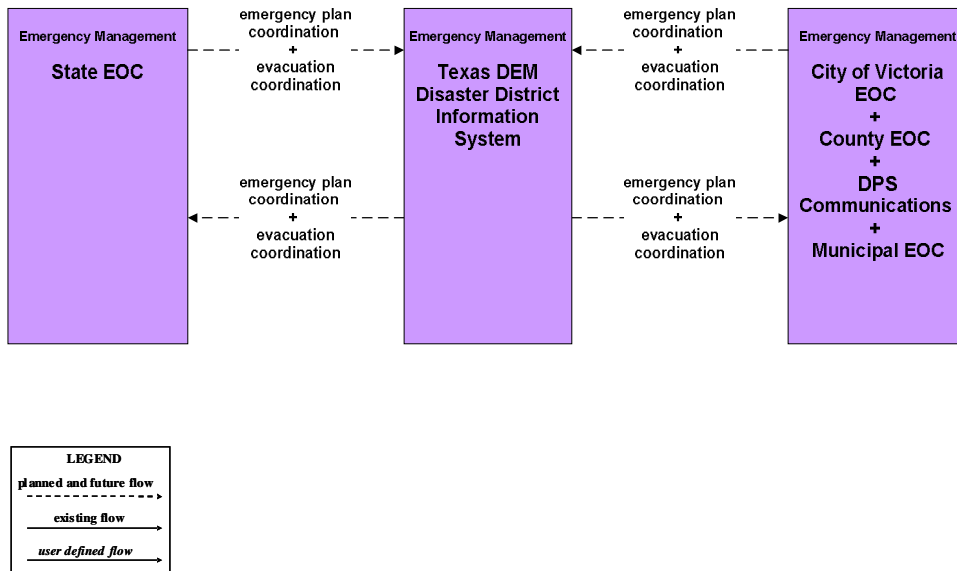 Emergency Management
State EOC
emergency plan
coordination
+
evacuation
coordination
emergency plan
coordination
+
evacuation
coordination
Emergency Management
Texas DEM
Disaster District
Information
System
emergency plan
coordination
+
evacuation
coordination
emergency plan
coordination
+
evacuation
coordination
Emergency Management
City of Victoria
EOC
+
County EOC
+
DPS
Communications
+
Municipal EOC
LEGEND
planned and future flow
existing flow
user defined flow